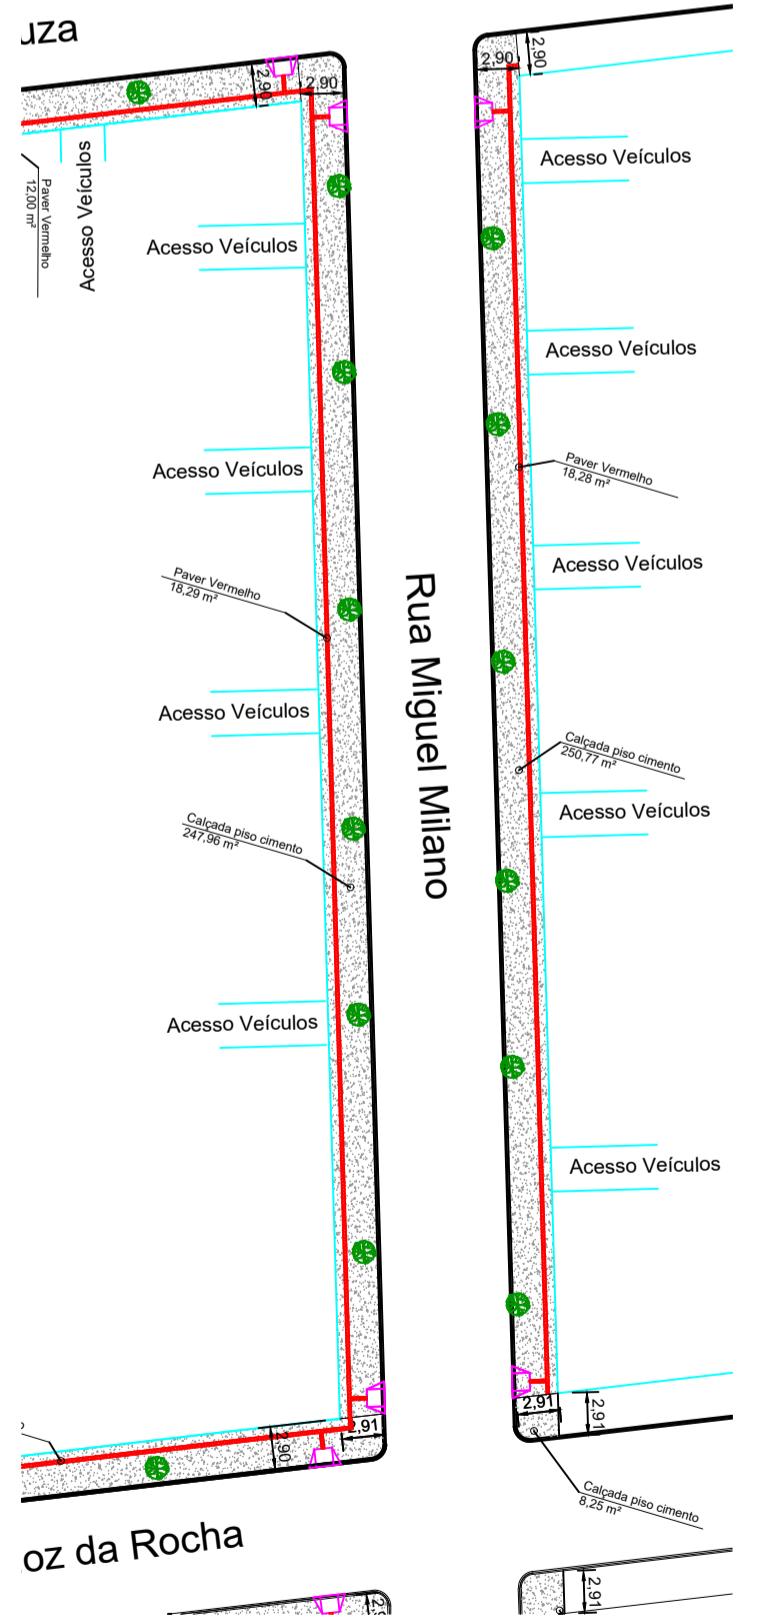 uza
2,90
2,90
2,90
2,90
Acesso Veículos
Paver Vermelho
12,00 m²
Acesso Veículos
Acesso Veículos
Acesso Veículos
Acesso Veículos
Paver Vermelho
18,28 m²
Acesso Veículos
Paver Vermelho
18,29 m²
Rua Miguel Milano
Acesso Veículos
Calçada piso cimento
250,77 m²
Acesso Veículos
Calçada piso cimento
247,96 m²
Acesso Veículos
Acesso Veículos
2,91
2,90
2,91
2,91
Calçada piso cimento
8,25 m²
oz da Rocha
2,91